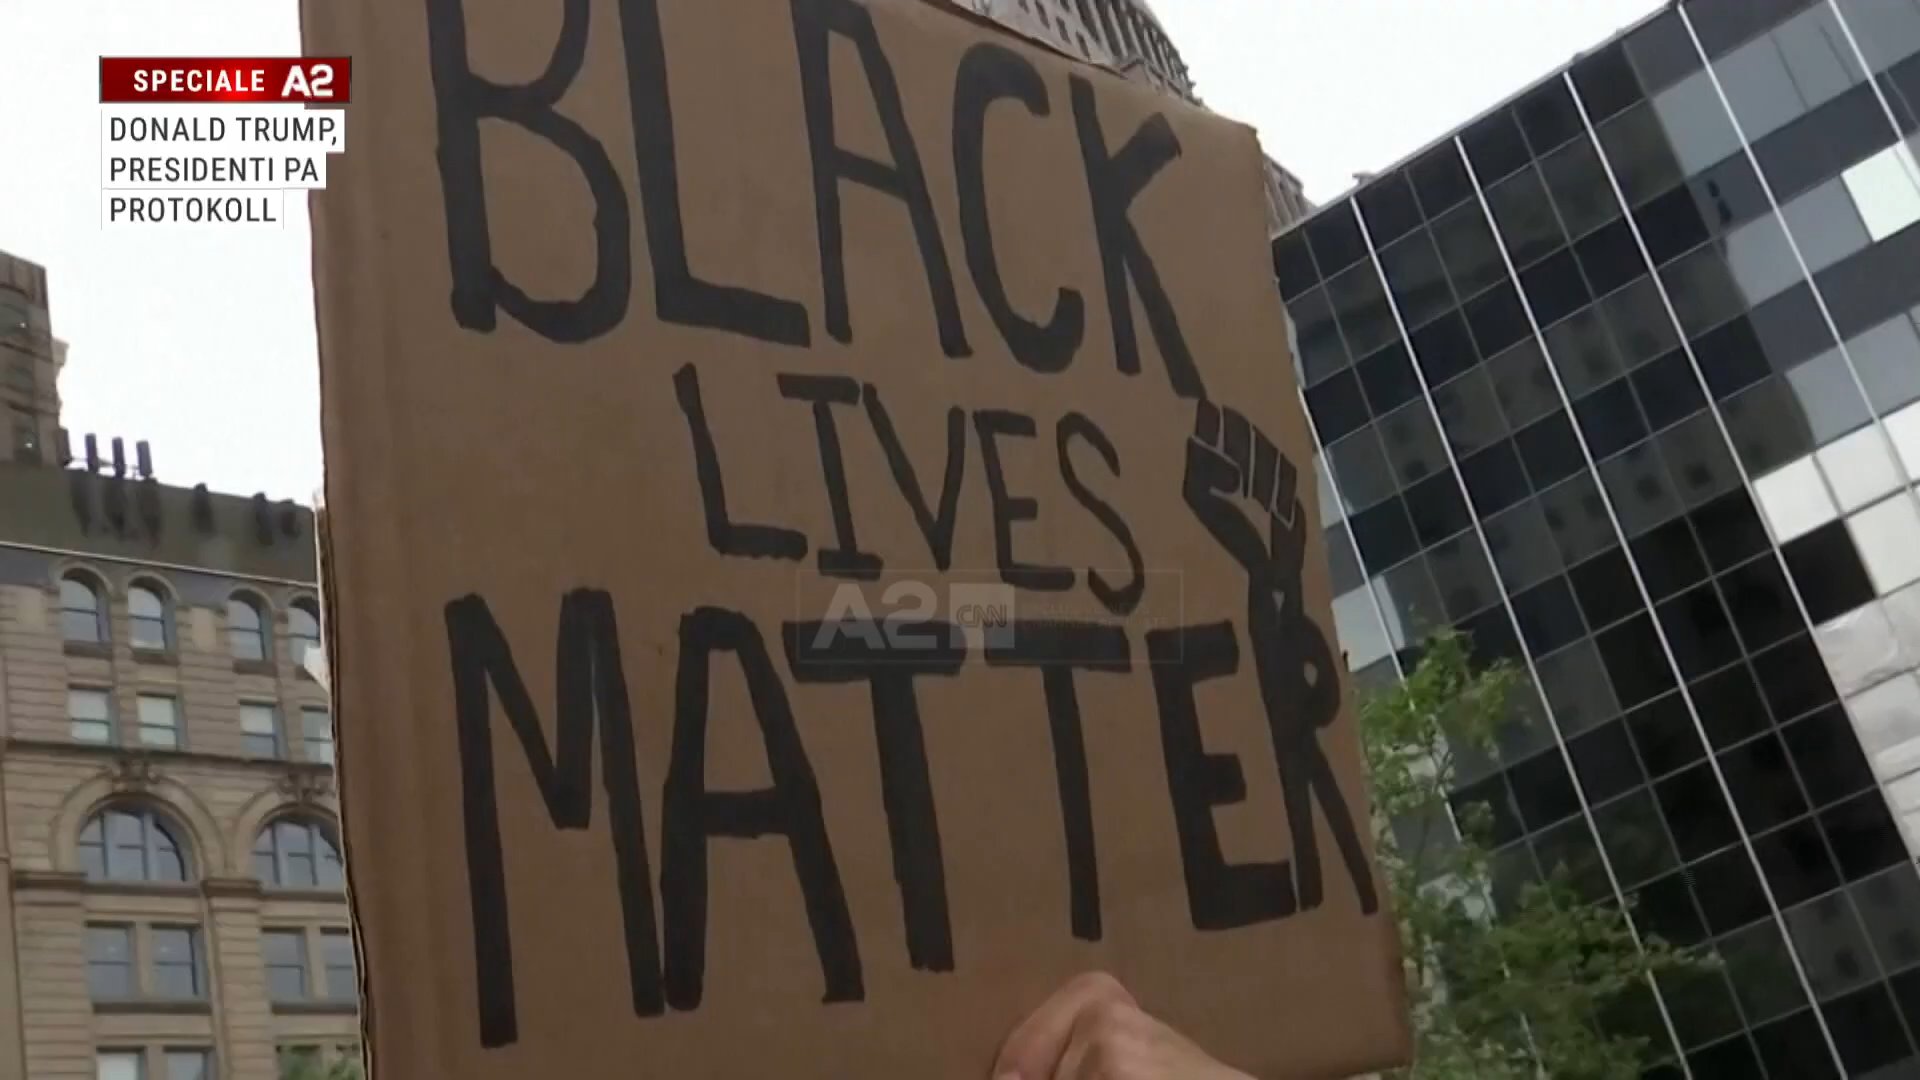 SPECIALE A2
DONALD TRUMP,
PRESIDENTI PA
PROTOKOLL
BLACK
LIVES
MATTER
A2 CNN